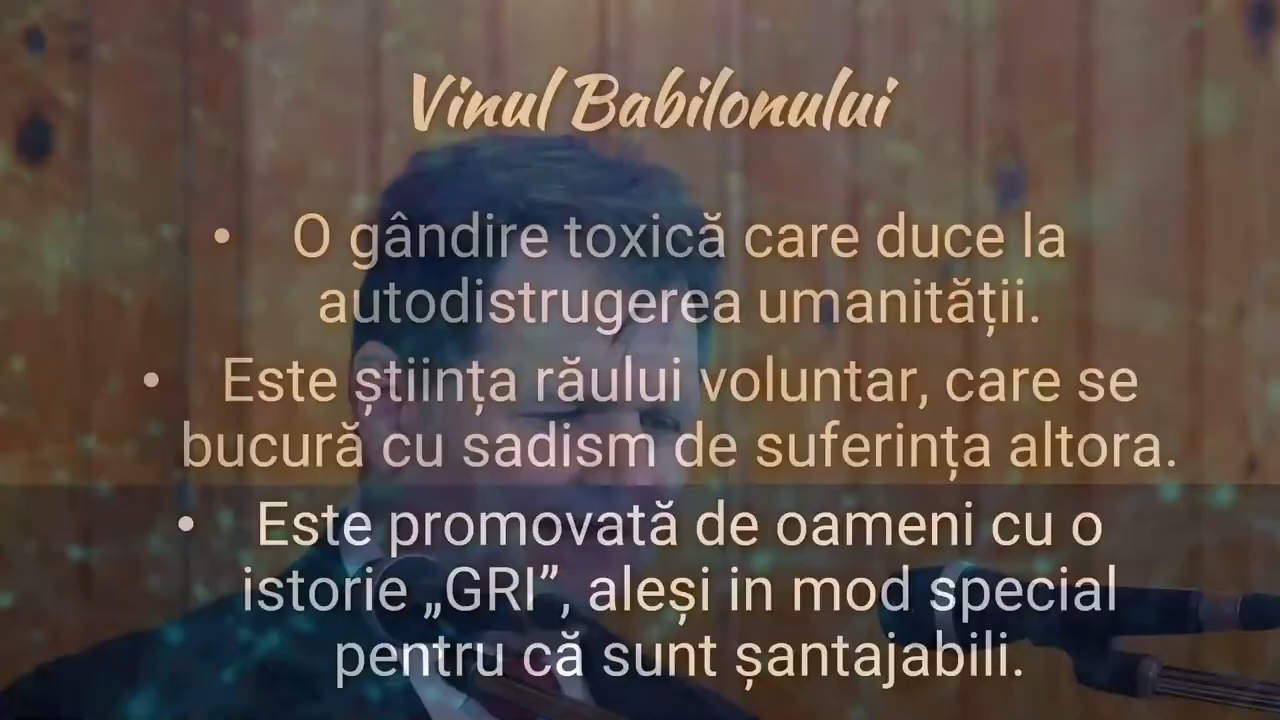 Vinul Babilonului
• O gândire toxică care duce la
autodistrugerea umanității.
• Este știința răului voluntar, care se
bucură cu sadism de suferința altora.
• Este promovată de oameni cu o
istorie „GRI”, aleși in mod special
pentru că sunt șantajabili.